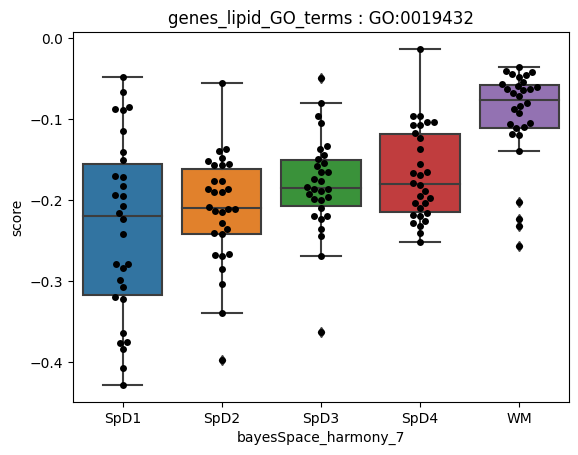 genes_lipid_GO_terms : GO:0019432
0.0
−0.1
−0.2
−0.3
−0.4
score
SpD1 SpD2 SpD3 SpD4 WM
bayesSpace_harmony_7